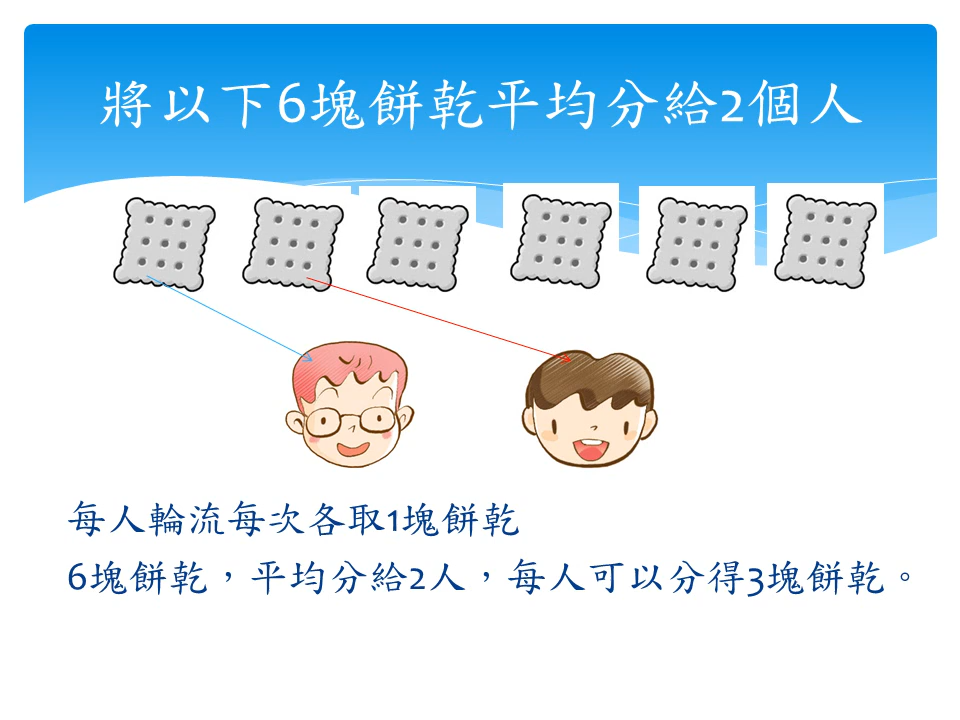 將以下6塊餅乾平均分給2個人
每人輪流每次各取1塊餅乾
6塊餅乾，平均分給2人，每人可以分得3塊餅乾。